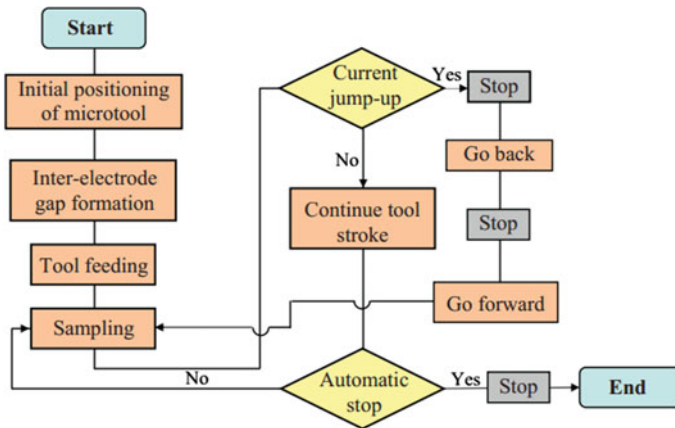 Start
Initial positioning
of microtool
Inter-electrode
gap formation
Tool feeding
Sampling
Current
jump-up
Yes
Stop
Go back
Stop
Go forward
No
Continue tool
stroke
Automatic
stop
No
Yes
Stop
End